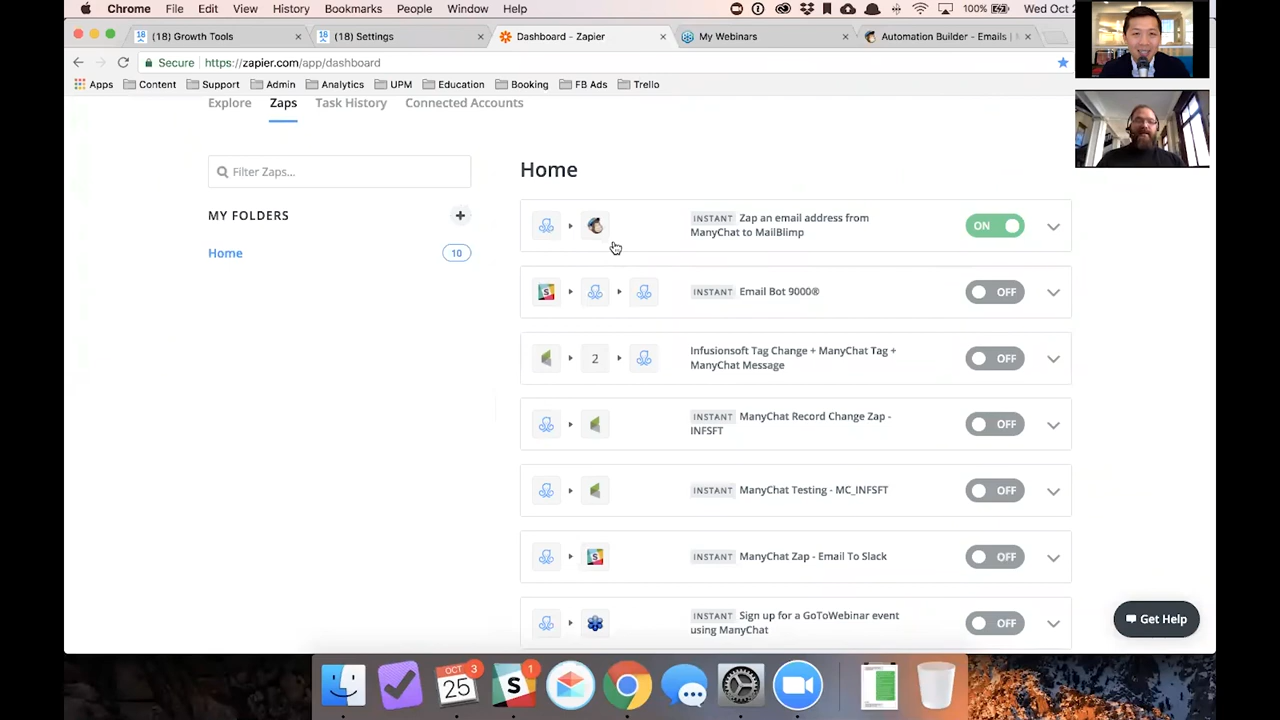 Chrome File Edit View History Bookmarks People Window Help 100% Wed Oct 2
(18) Growth Tools (18) Settings Dashboard - Zapier My Webinars Automation Builder - Emails |
Secure https://zapier.com/app/dashboard
Apps Content Support Admin Analytics UPM Education Booking FB Ads Trello
Explore Zaps Task History Connected Accounts
Filter Zaps...
MY FOLDERS +
Home 10
Home
INSTANT Zap an email address from
ManyChat to MailBlimp
ON
INSTANT Email Bot 9000®
OFF
2
Infusionsoft Tag Change + ManyChat Tag +
ManyChat Message
OFF
INSTANT ManyChat Record Change Zap -
INFSFT
OFF
INSTANT ManyChat Testing - MC_INFSFT
OFF
INSTANT ManyChat Zap - Email To Slack
OFF
INSTANT Sign up for a GoToWebinar event
using ManyChat
OFF
Get Help
OCT 3
25
S 1